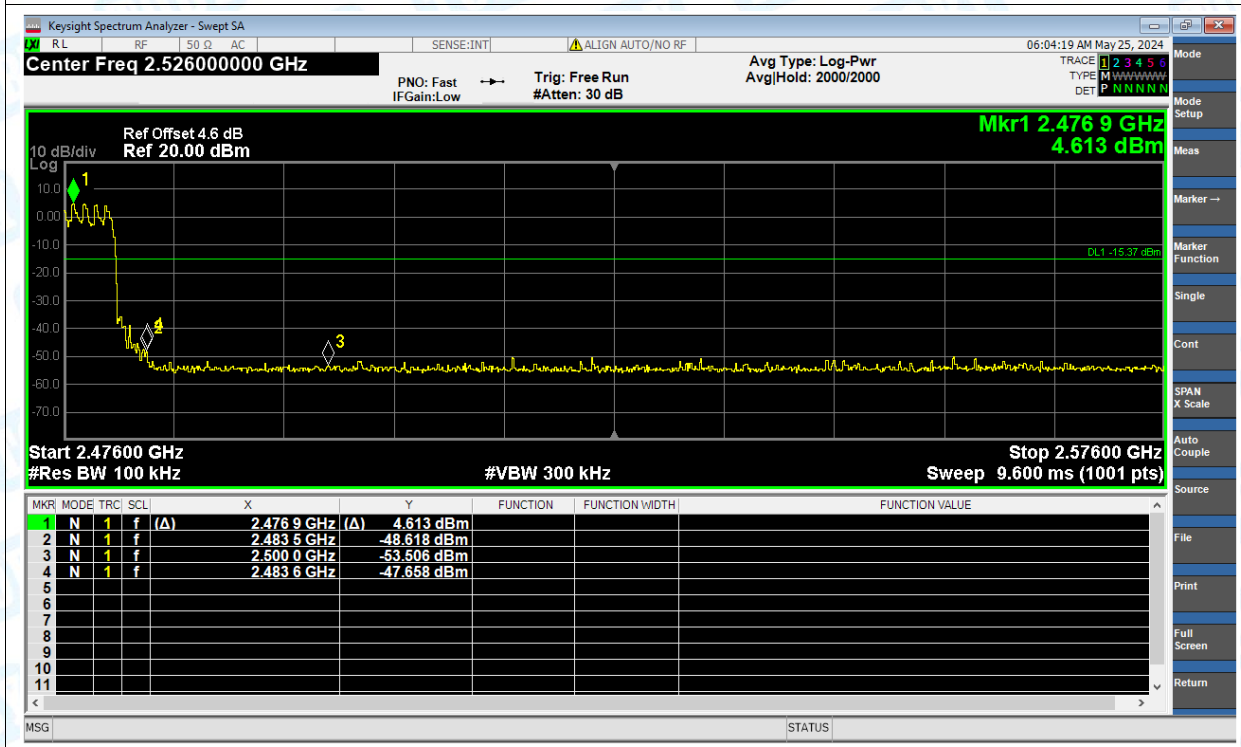 Keysight Spectrum Analyzer - Swept SA
LXI RL RF 50 Ω AC SENSE:INT ALIGN AUTO/NO RF 06:04:19 AM May 25, 2024
Center Freq 2.526000000 GHz
PNO: Fast
IFGain:Low
Trig: Free Run
#Atten: 30 dB
Avg Type: Log-Pwr
Avg|Hold: 2000/2000
TRACE 1 2 3 4 5 6
TYPE M WWWWW
DET P N N N N N
Ref Offset 4.6 dB
Ref 20.00 dBm
10 dB/div
Log
Mkr1 2.476 9 GHz
4.613 dBm
10.0
0.00
-10.0
-20.0
-30.0
-40.0
-50.0
-60.0
-70.0
1
DL1 -15.37 dBm
3
Start 2.47600 GHz
#Res BW 100 kHz
#VBW 300 kHz
Stop 2.57600 GHz
Sweep 9.600 ms (1001 pts)
MKR MODE TRC SCL X Y FUNCTION FUNCTION WIDTH FUNCTION VALUE
1 N 1 f (Δ) 2.476 9 GHz (Δ) 4.613 dBm
2 N 1 f 2.483 5 GHz -48.618 dBm
3 N 1 f 2.500 0 GHz -53.506 dBm
4 N 1 f 2.483 6 GHz -47.658 dBm
5
6
7
8
9
10
11
MSG STATUS
Mode
Mode
Setup
Meas
Marker →
Marker
Function
Single
Cont
SPAN
X Scale
Auto
Couple
Source
File
Print
Full
Screen
Return